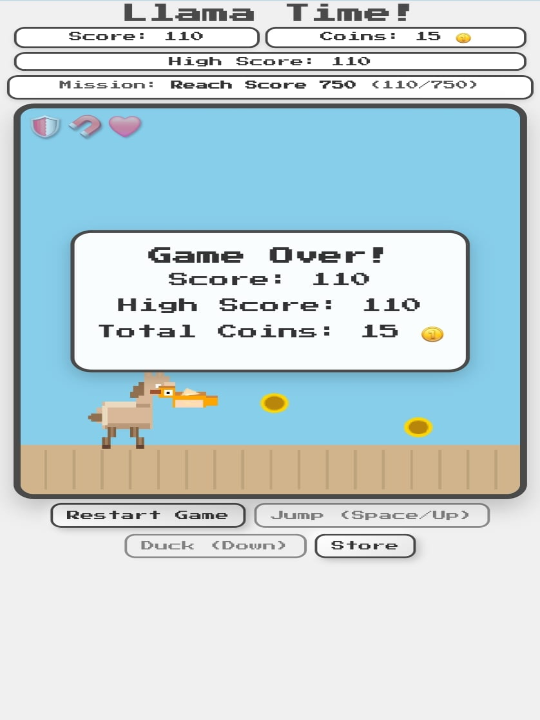 Llama Time!
Score: 110
Coins: 15
High Score: 110
Mission: Reach Score 750 (110/750)
Game Over!
Score: 110
High Score: 110
Total Coins: 15
Restart Game
Jump (Space/Up)
Duck (Down)
Store